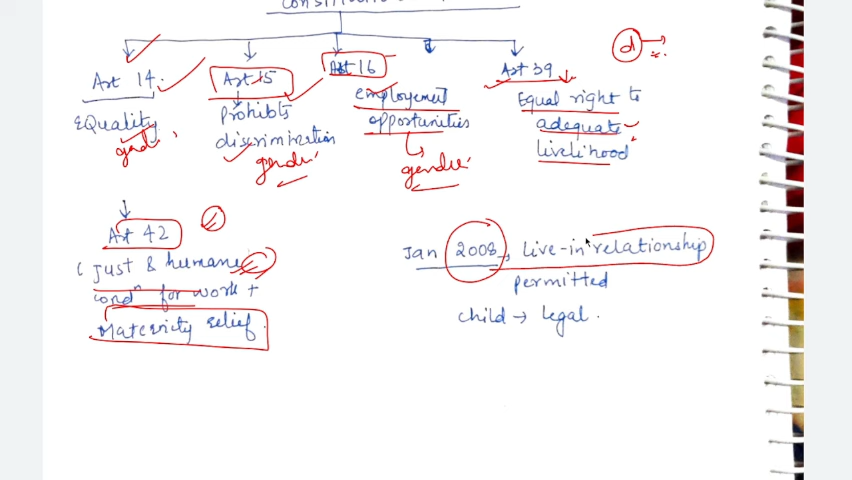 Art 14.
Equality
Art 15
Prohibits
discrimination
gender
Art 16
employement
opportunities
gender
Art 39
Equal right to
adequate
livelihood
d
Art 42
( just & humane
condn for work +
Maternity relief.
Jan 2008, Live-in relationship
permitted
child → legal.